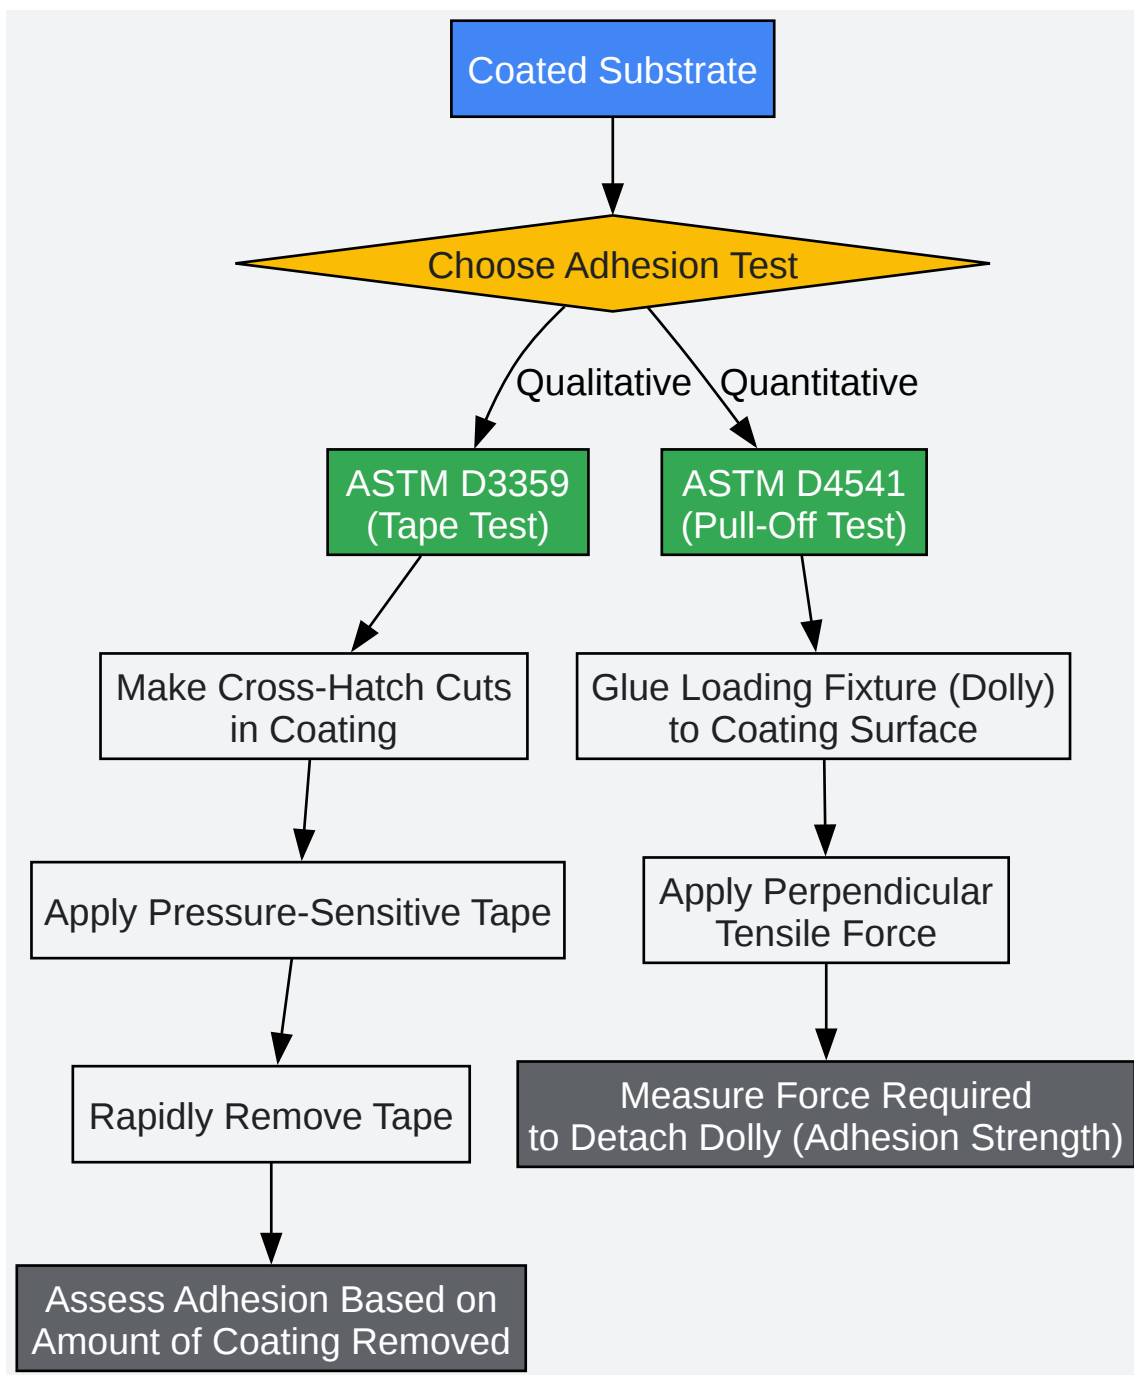 Coated Substrate
Choose Adhesion Test
Qualitative
Quantitative
ASTM D3359
(Tape Test)
ASTM D4541
(Pull-Off Test)
Make Cross-Hatch Cuts
in Coating
Glue Loading Fixture (Dolly)
to Coating Surface
Apply Pressure-Sensitive Tape
Apply Perpendicular
Tensile Force
Rapidly Remove Tape
Measure Force Required
to Detach Dolly (Adhesion Strength)
Assess Adhesion Based on
Amount of Coating Removed